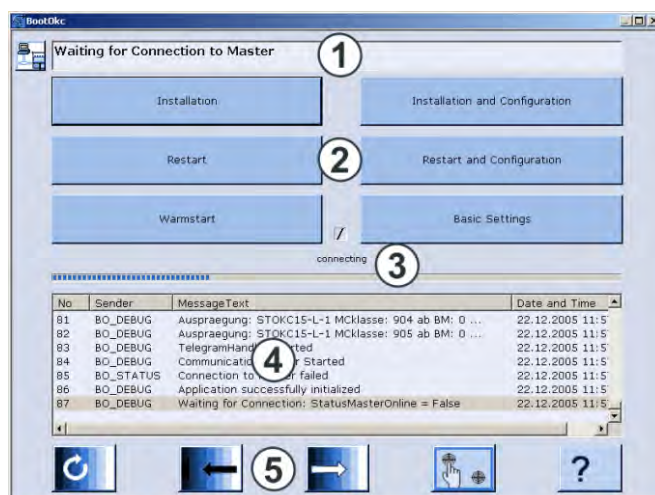 BootOkc
Waiting for Connection to Master
1
Installation
Installation and Configuration
Restart
2
Restart and Configuration
Warmstart
Basic Settings
connecting
3
No Sender MessageText Date and Time
81 BO_DEBUG Auspraegung: STOKC15-L-1 MCklasse: 904 ab BM: 0 ... 22.12.2005 11:5
82 BO_DEBUG Auspraegung: STOKC15-L-1 MCklasse: 905 ab BM: 0 ... 22.12.2005 11:5
83 BO_DEBUG TelegramHandl rted 22.12.2005 11:5
84 BO_DEBUG Communicatio r Started 22.12.2005 11:5
4
85 BO_STATUS Connection to er failed 22.12.2005 11:5
86 BO_DEBUG Application successfully initialized 22.12.2005 11:5
87 BO_DEBUG Waiting for Connection: StatusMasterOnline = False 22.12.2005 11:5
5
?